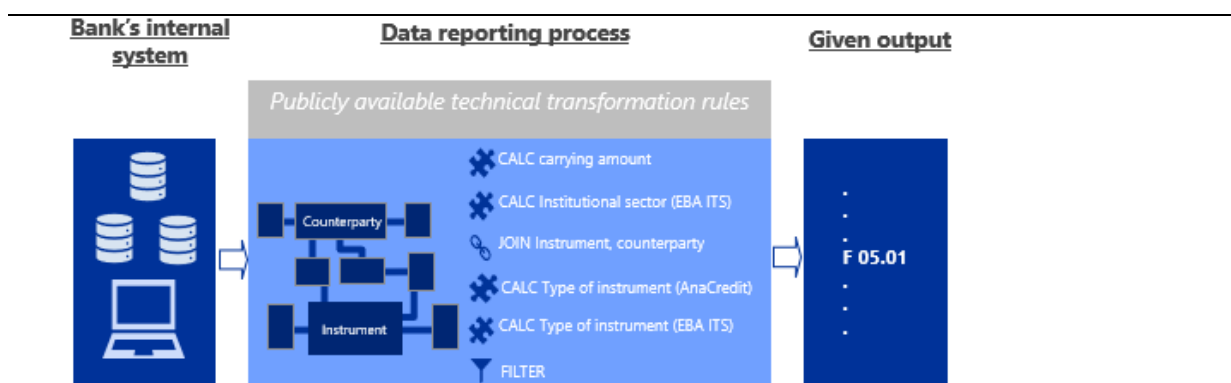 Bank's internal
system
Data reporting process
Given output
Publicly available technical transformation rules
CALC carrying amount
CALC Institutional sector (EBA ITS)
Counterparty
JOIN Instrument, counterparty
F 05.01
CALC Type of instrument (AnaCredit)
CALC Type of instrument (EBA ITS)
Instrument
FILTER